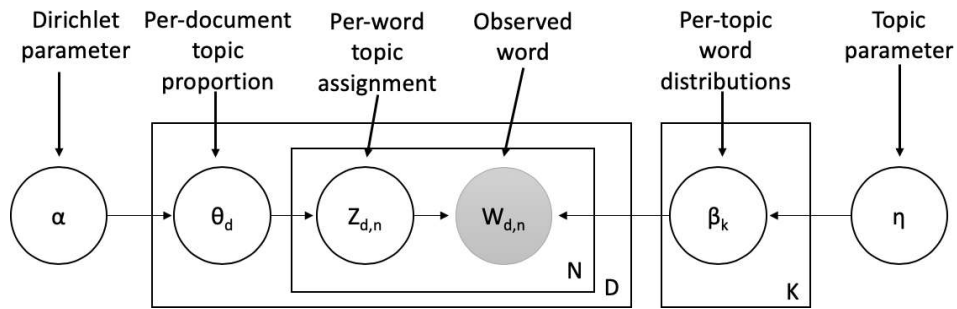 Dirichlet
parameter
Per-document
topic
proportion
Per-word
topic
assignment
Observed
word
Per-topic
word
distributions
Topic
parameter
α
θd
Zd,n
Wd,n
N
D
βk
K
η